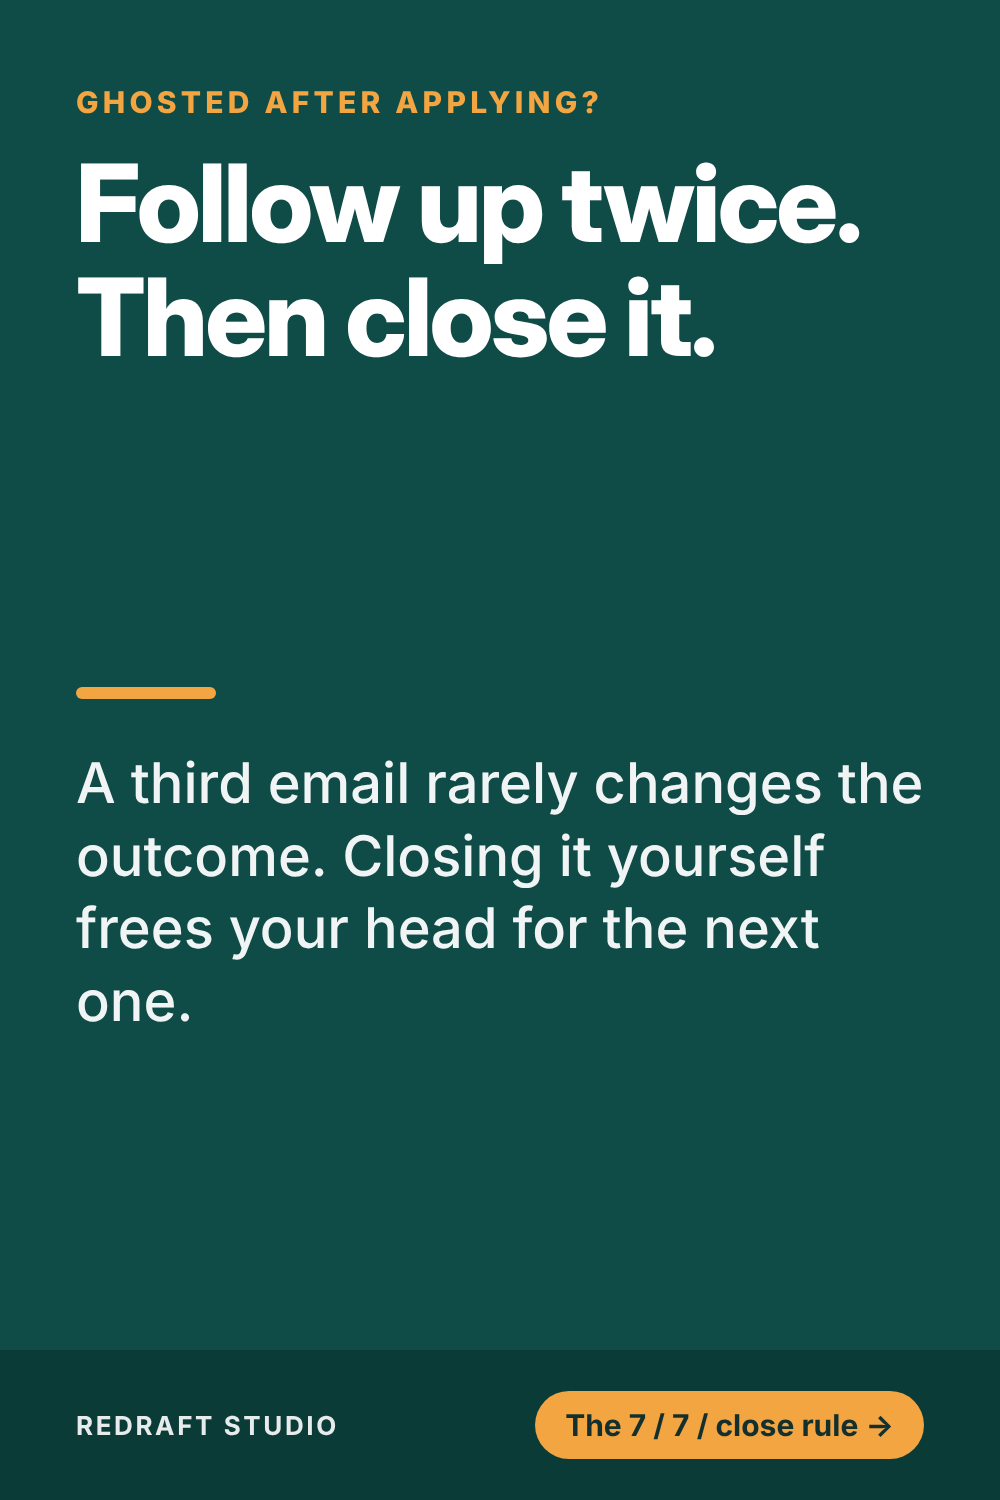 GHOSTED AFTER APPLYING?
Follow up twice.
Then close it.
A third email rarely changes the
outcome. Closing it yourself
frees your head for the next
one.
REDRAFT STUDIO
The 7 / 7 / close rule →